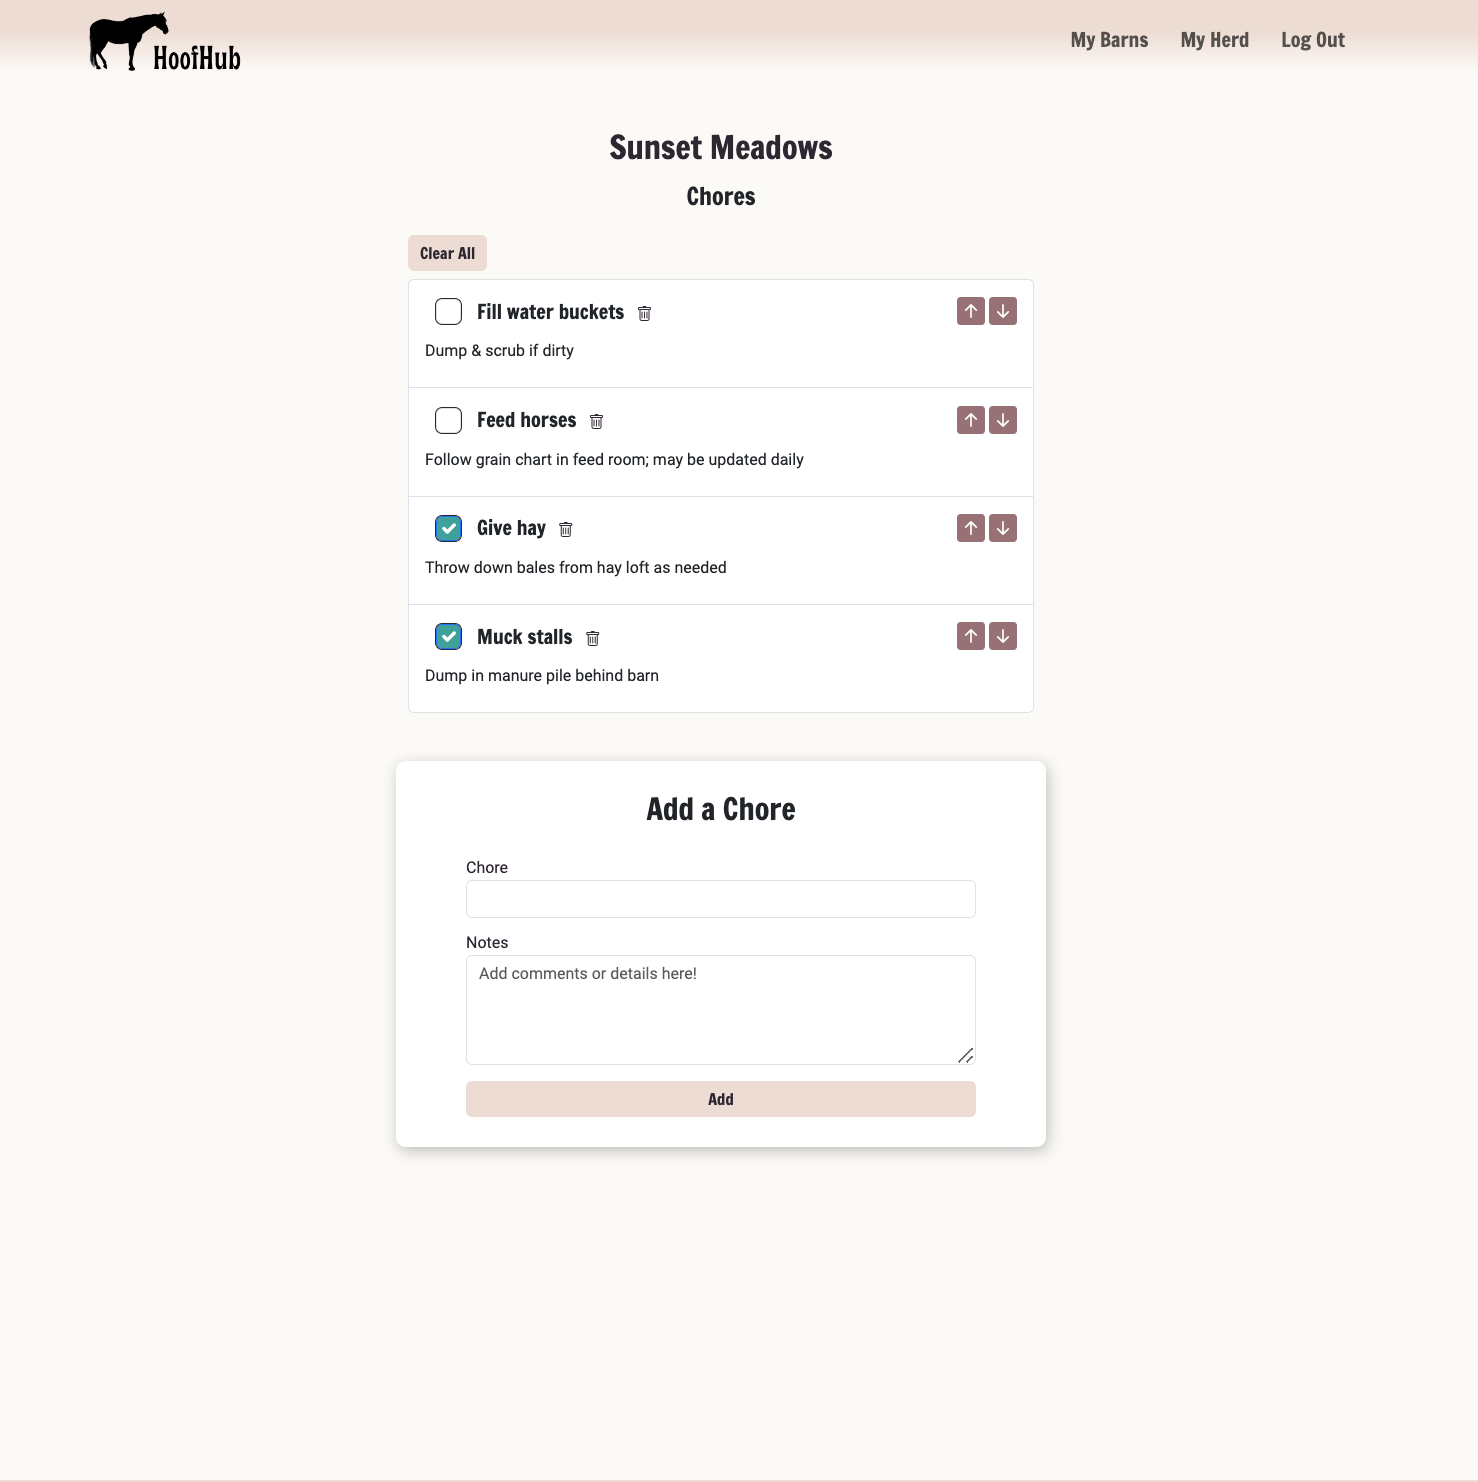 HoofHub
My Barns
My Herd
Log Out
Sunset Meadows
Chores
Clear All
Fill water buckets
Dump & scrub if dirty
Feed horses
Follow grain chart in feed room; may be updated daily
Give hay
Throw down bales from hay loft as needed
Muck stalls
Dump in manure pile behind barn
Add a Chore
Chore
Notes
Add comments or details here!
Add